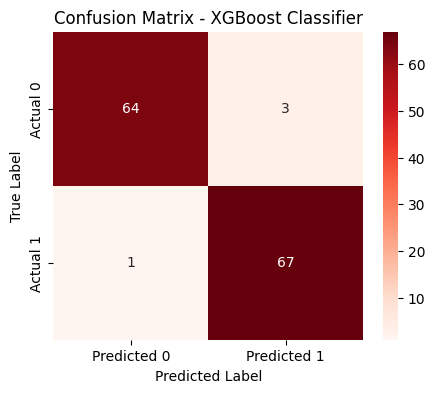 Confusion Matrix - XGBoost Classifier
True Label
Actual 0
Actual 1
64
3
1
67
Predicted 0
Predicted 1
Predicted Label
60
50
40
30
20
10